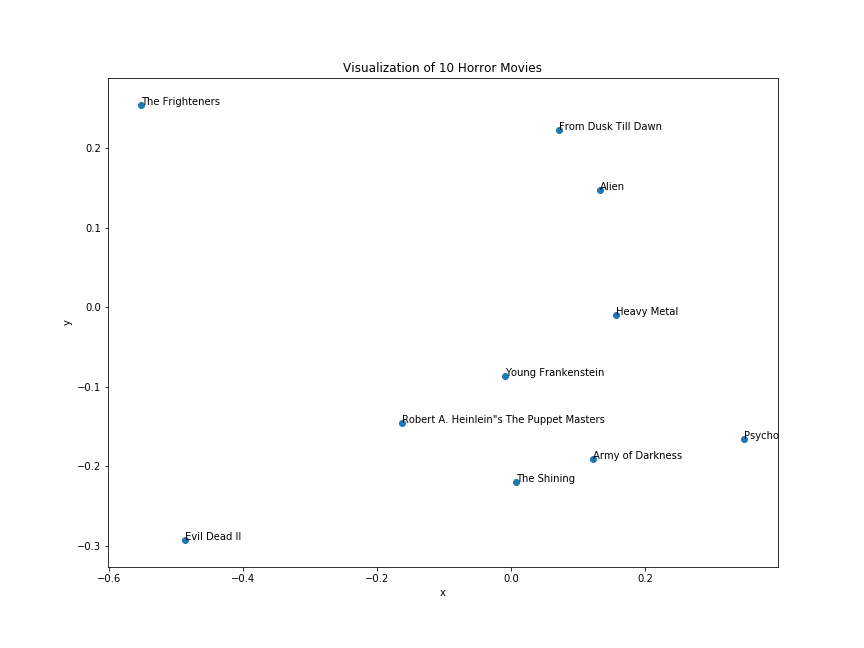 Visualization of 10 Horror Movies
The Frighteners
From Dusk Till Dawn
0.2
Alien
0.1
Heavy Metal
0.0
y
Young Frankenstein
−0.1
Robert A. Heinlein"s The Puppet Masters
Psycho
Army of Darkness
−0.2
The Shining
Evil Dead II
−0.3
−0.6
−0.4
−0.2
0.0
0.2
x